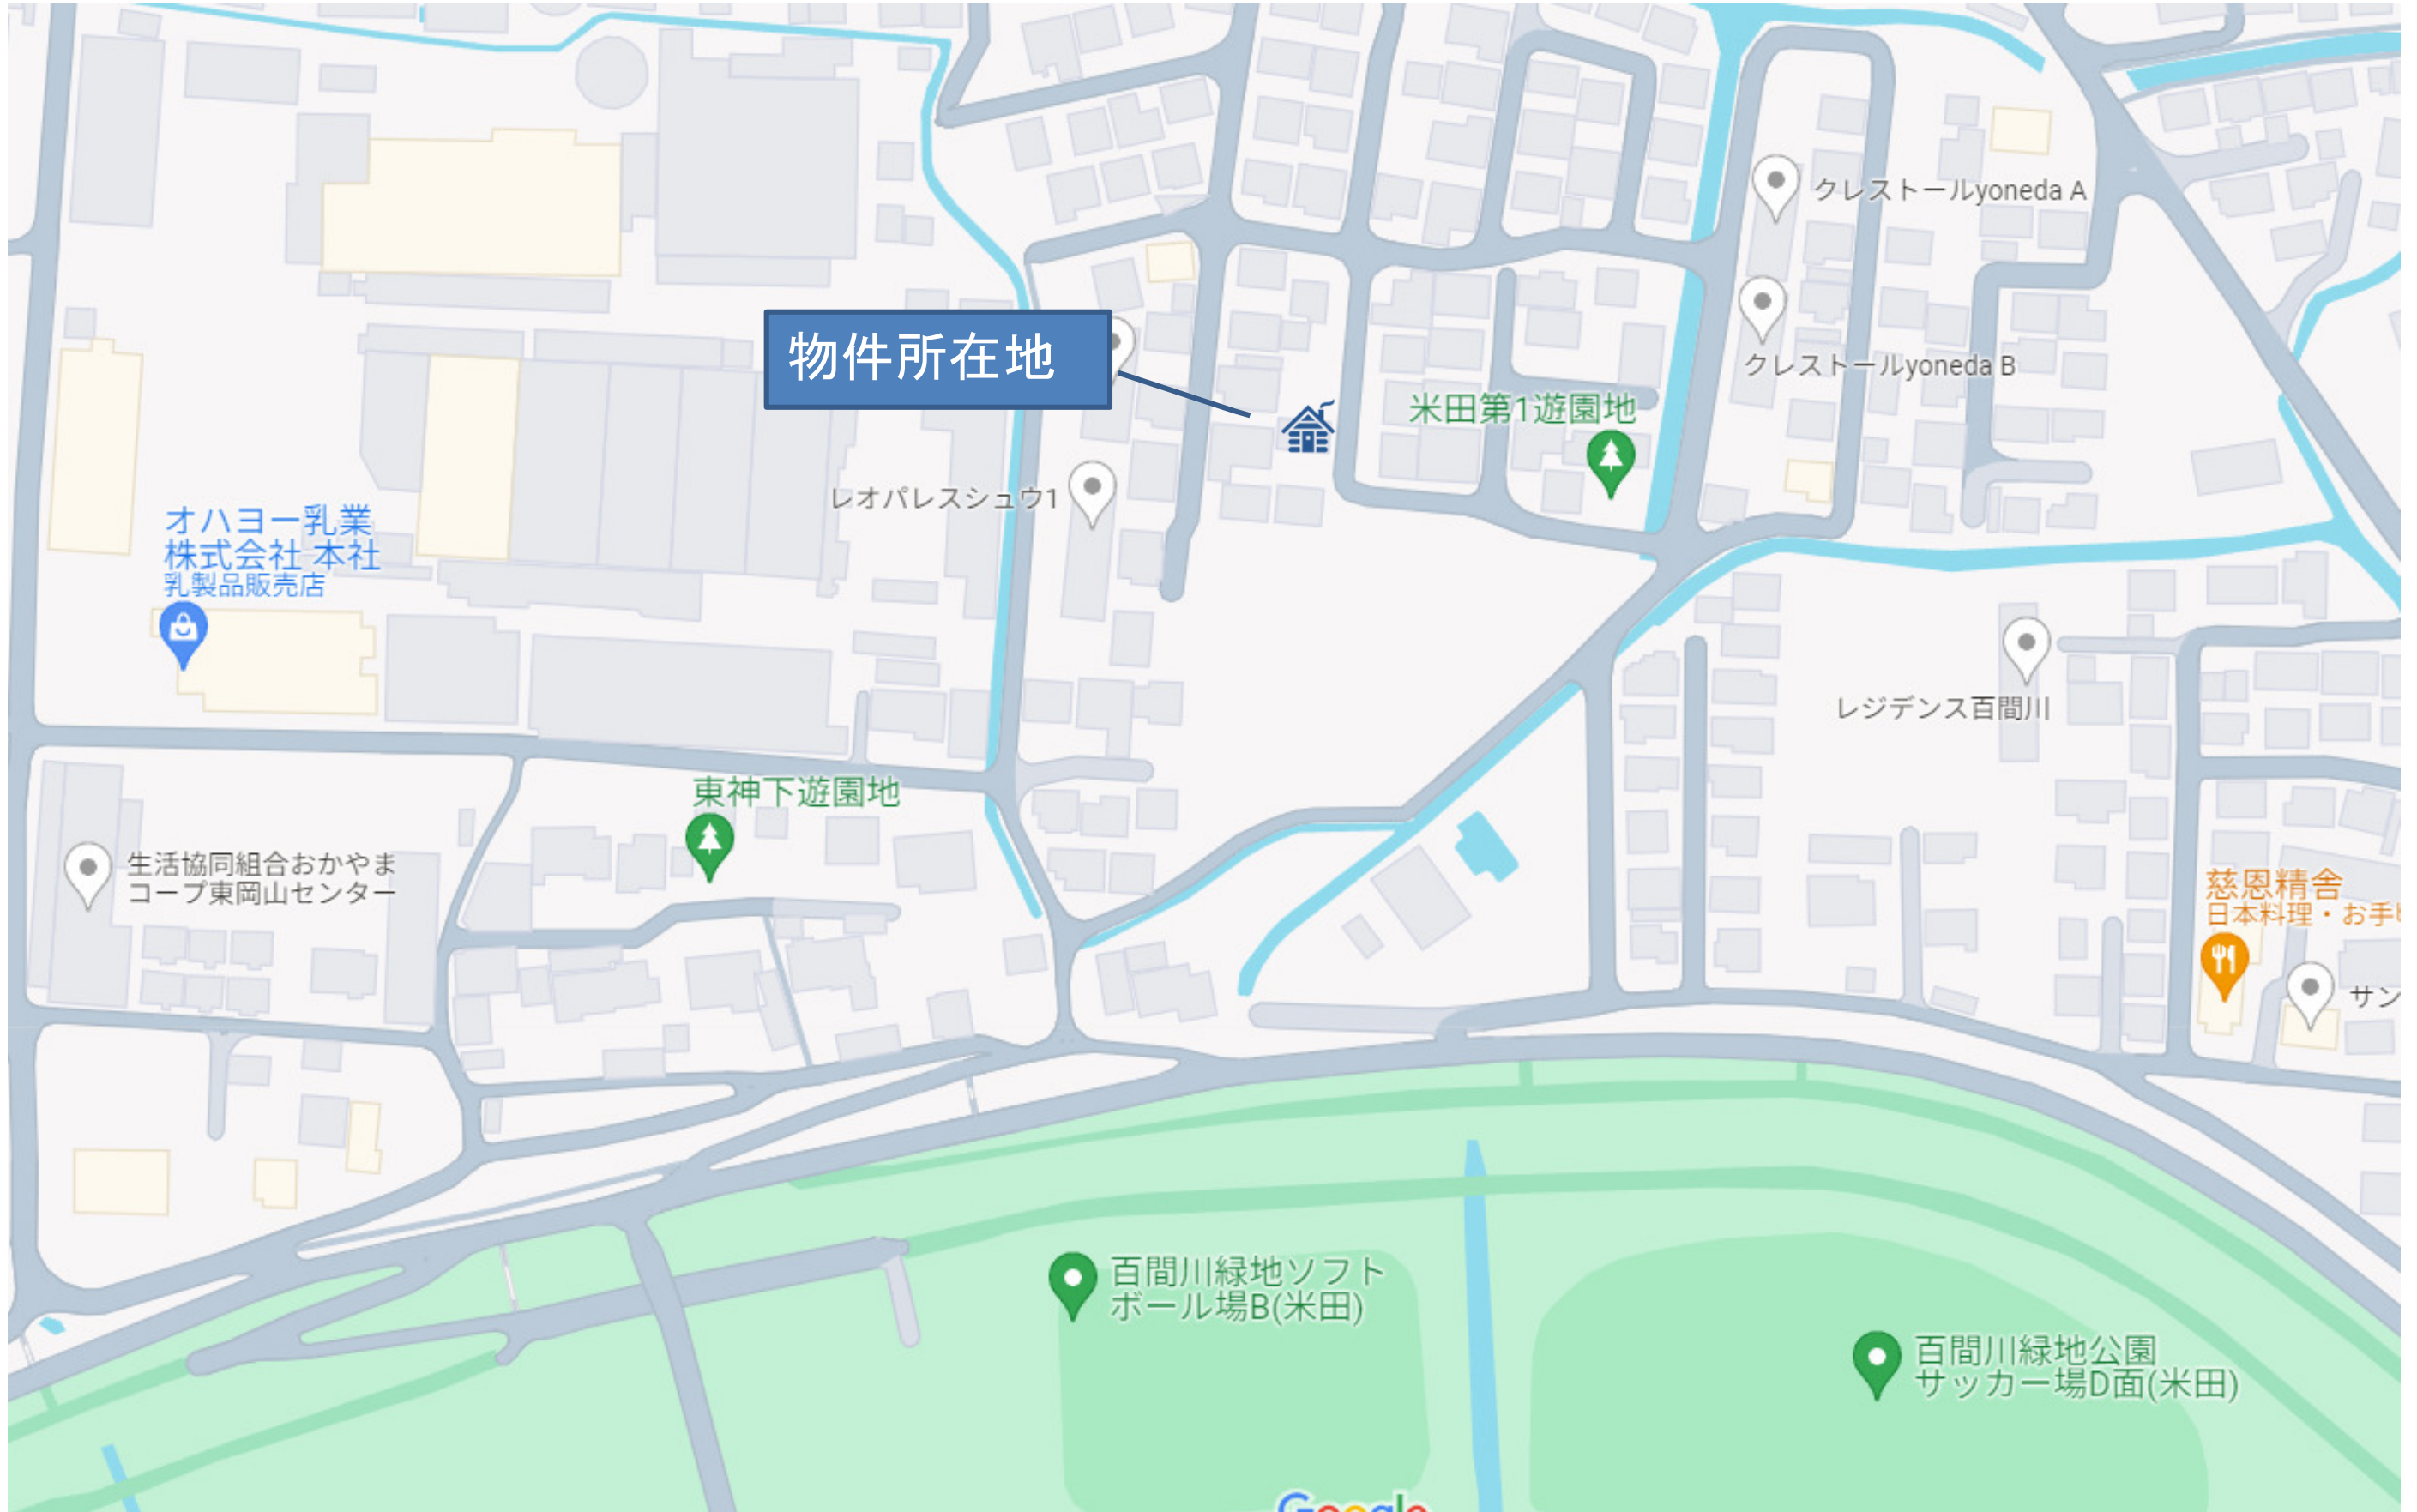 クレストールyoneda A
物件所在地
クレストールyoneda B
米田第1遊園地
レオパレスシュウ1
オハヨー乳業
株式会社 本社
乳製品販売店
レジデンス百間川
東神下遊園地
生活協同組合おかやま
コープ東岡山センター
慈恩精舎
日本料理・お手
サン
百間川緑地ソフト
ボール場B(米田)
百間川緑地公園
サッカー場D面(米田)
Google